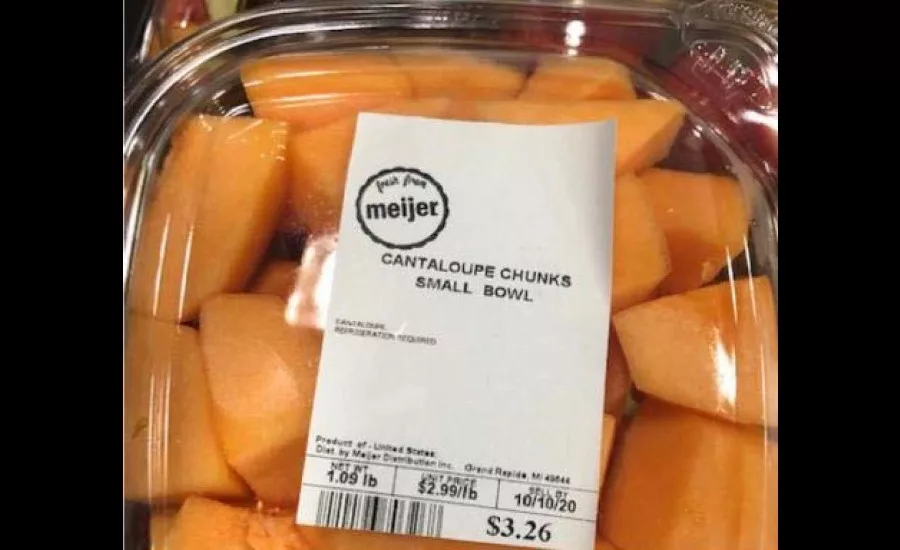 fresh from
meijer
CANTALOUPE CHUNKS
SMALL BOWL
CANTALOUPE
REFRIGERATION REQUIRED
Product of - United States;
Dist. by Meijer Distribution Inc. Grand Rapids, MI 49544
NET WT UNIT PRICE SELL BY
1.09 lb $2.99/lb 10/10/20
$3.26